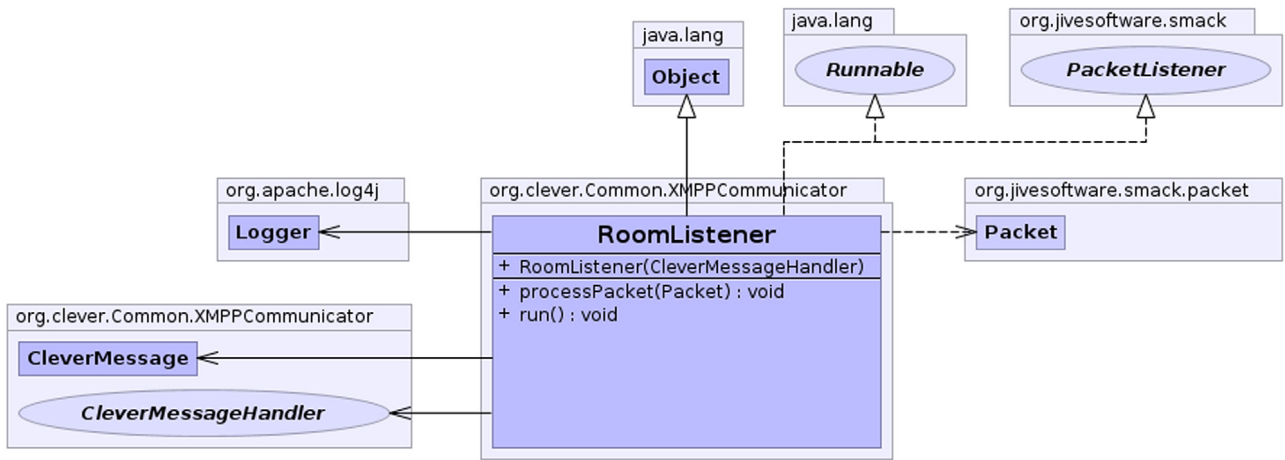 java.lang
Object
java.lang
Runnable
org.jivesoftware.smack
PacketListener
org.apache.log4j
Logger
org.clever.Common.XMPPCommunicator
RoomListener
+ RoomListener(CleverMessageHandler)
+ processPacket(Packet) : void
+ run() : void
org.jivesoftware.smack.packet
Packet
org.clever.Common.XMPPCommunicator
CleverMessage
CleverMessageHandler